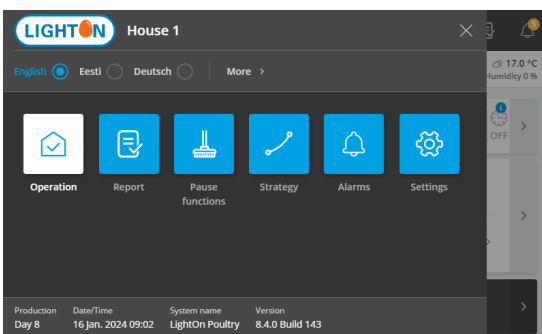 LIGHTON House 1
English Eesti Deutsch More >
5
17.0 °C
Humidity 0 %
i
OFF
Operation Report Pause functions Strategy Alarms Settings
Production Date/Time System name Version
Day 8 16 Jan. 2024 09:02 LightOn Poultry 8.4.0 Build 143